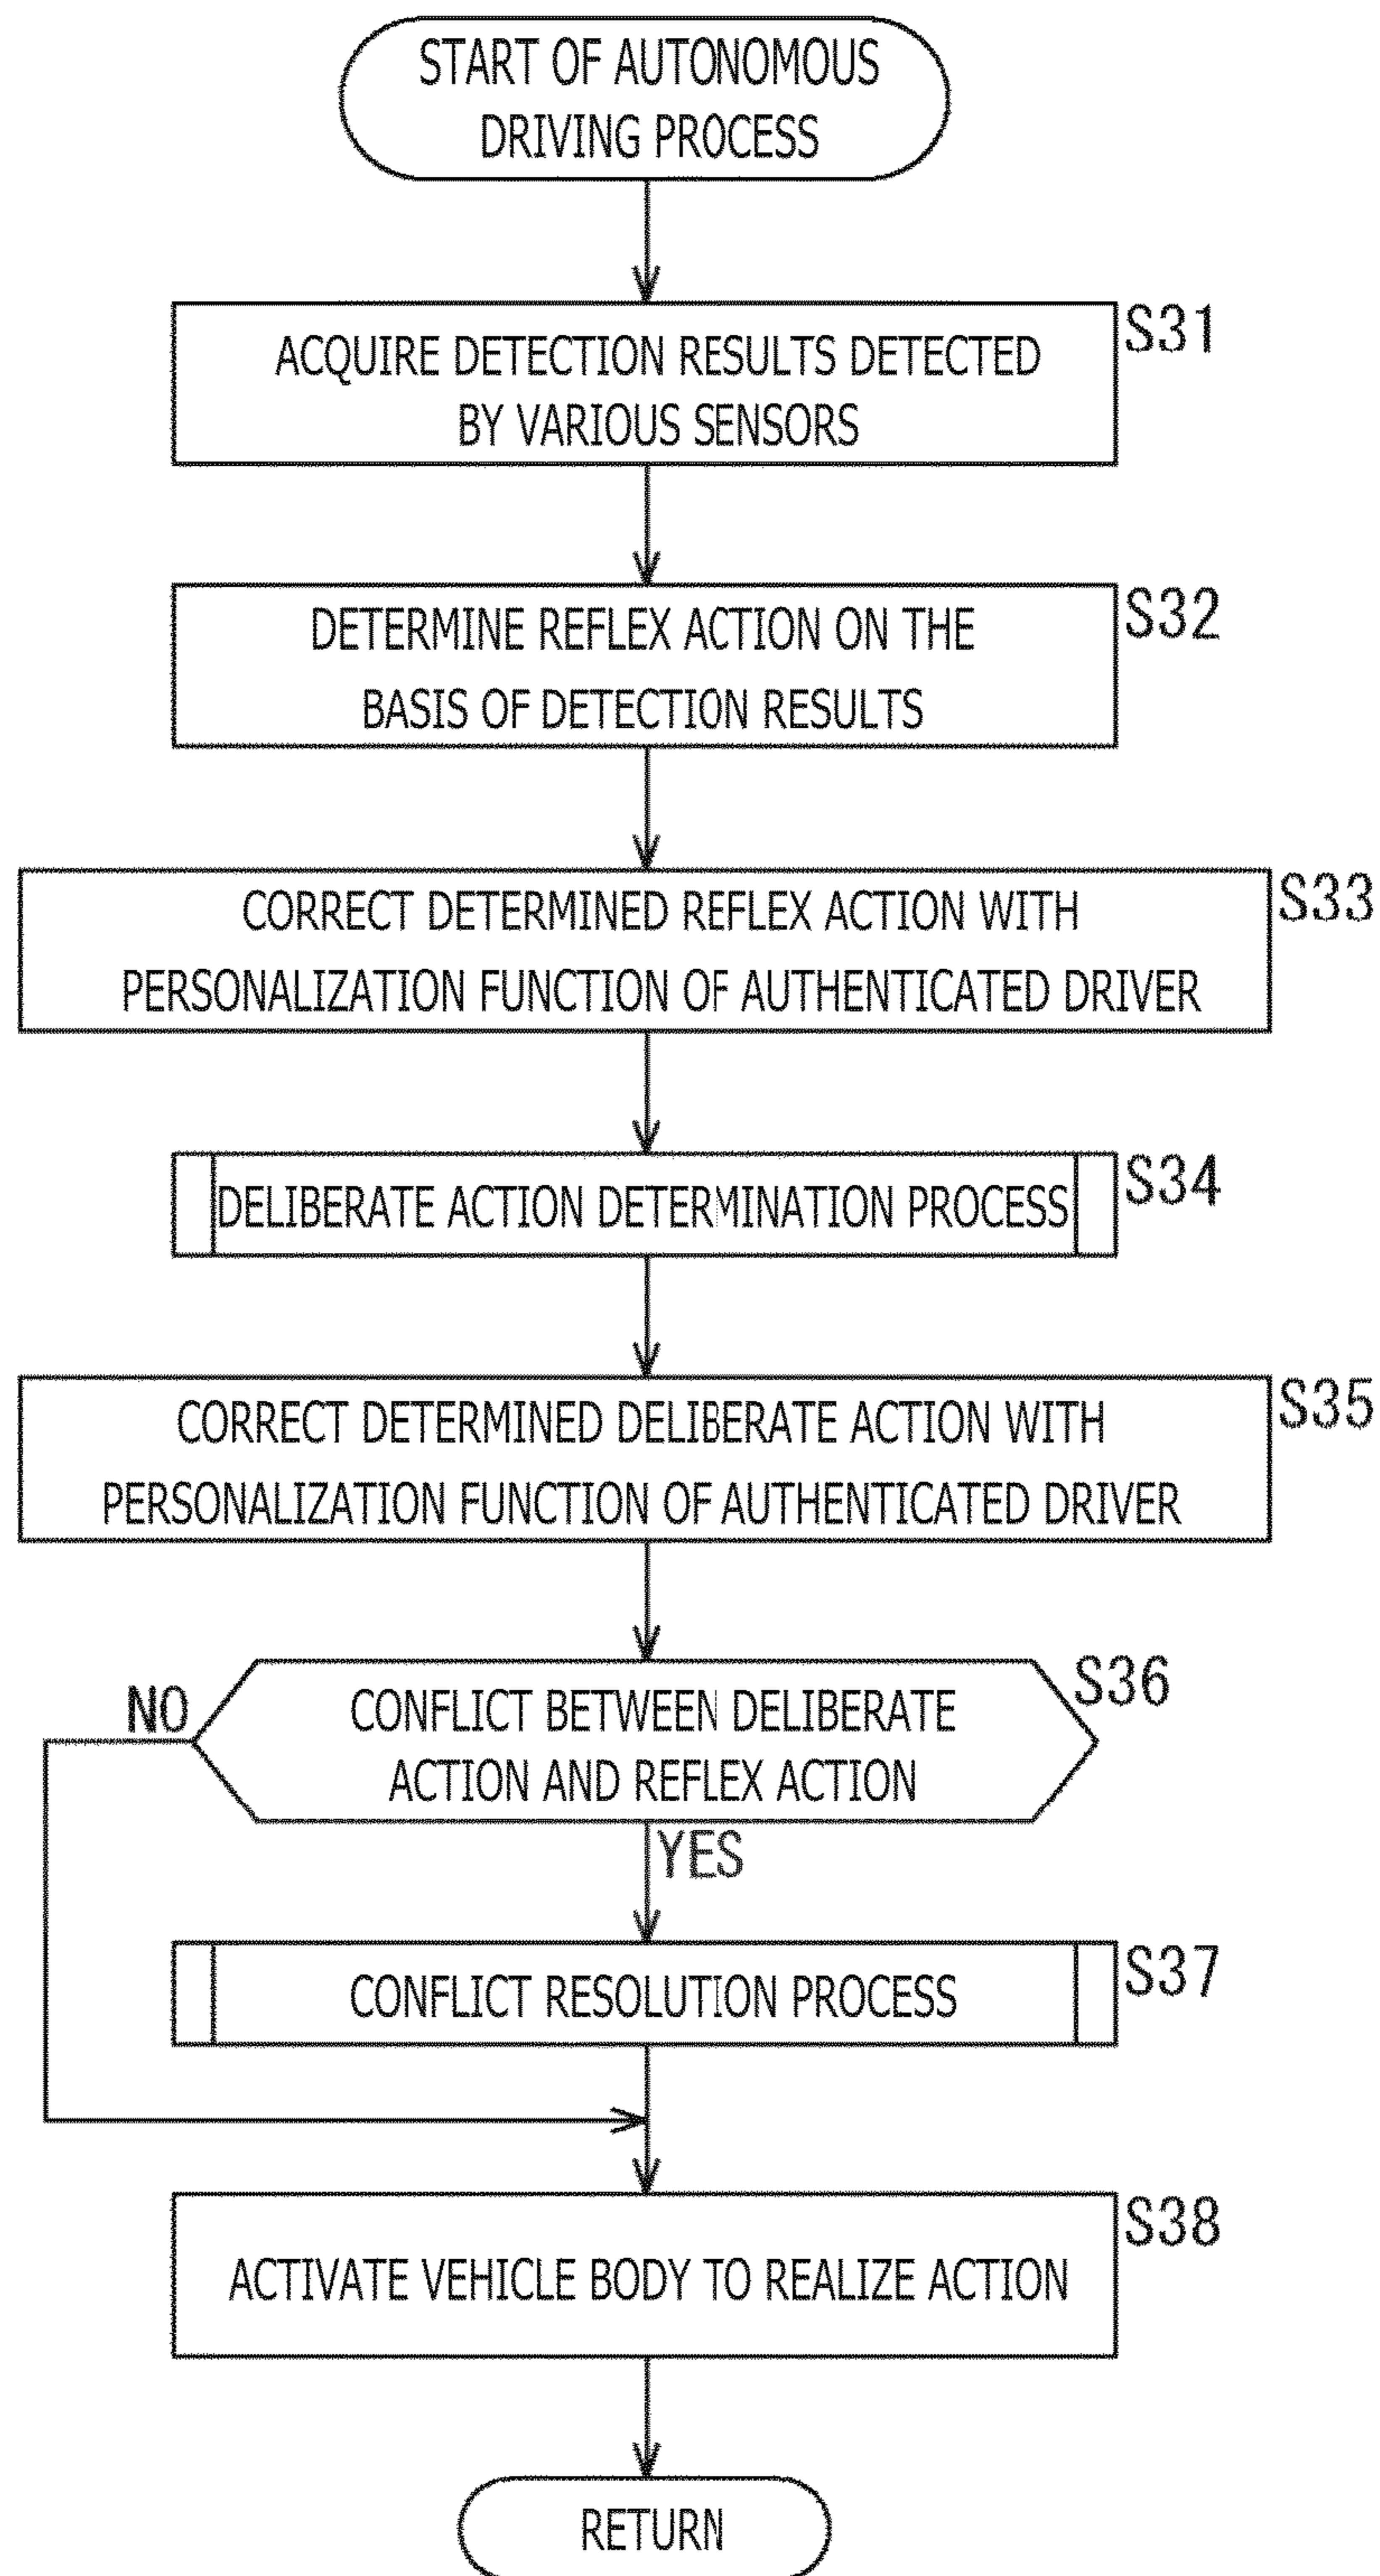 START OF AUTONOMOUS
DRIVING PROCESS
S31
ACQUIRE DETECTION RESULTS DETECTED
BY VARIOUS SENSORS
S32
DETERMINE REFLEX ACTION ON THE
BASIS OF DETECTION RESULTS
S33
CORRECT DETERMINED REFLEX ACTION WITH
PERSONALIZATION FUNCTION OF AUTHENTICATED DRIVER
S34
DELIBERATE ACTION DETERMINATION PROCESS
S35
CORRECT DETERMINED DELIBERATE ACTION WITH
PERSONALIZATION FUNCTION OF AUTHENTICATED DRIVER
S36
NO
CONFLICT BETWEEN DELIBERATE
ACTION AND REFLEX ACTION
YES
S37
CONFLICT RESOLUTION PROCESS
S38
ACTIVATE VEHICLE BODY TO REALIZE ACTION
RETURN